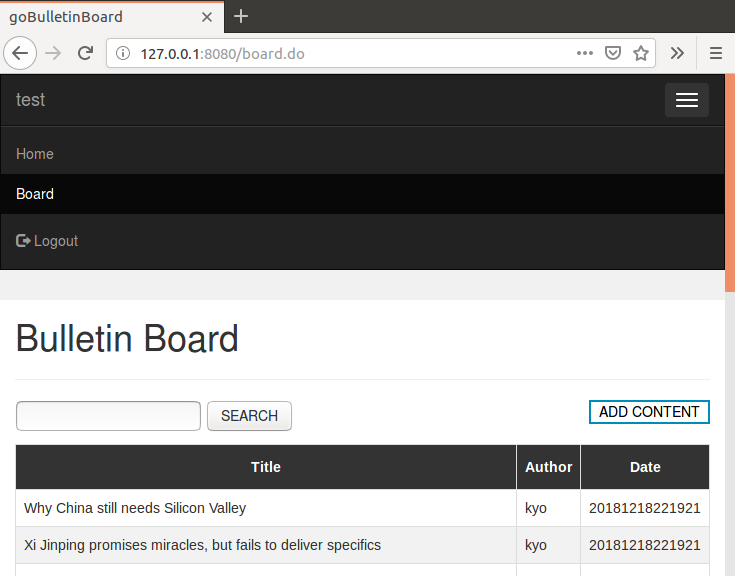 goBulletinBoard
127.0.0.1:8080/board.do
test
Home
Board
Logout
Bulletin Board
SEARCH ADD CONTENT
Title Author Date
Why China still needs Silicon Valley kyo 20181218221921
Xi Jinping promises miracles, but fails to deliver specifics kyo 20181218221921